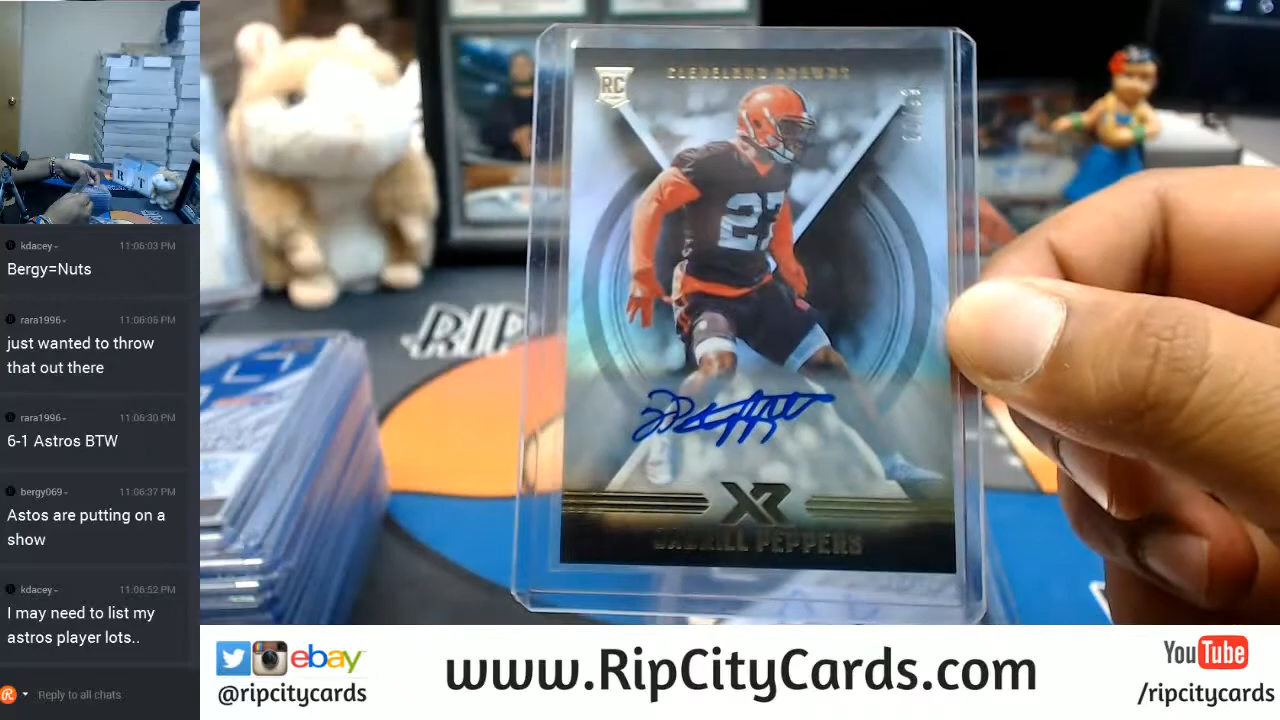 kdacey-
11:06:03 PM
Bergy=Nuts
rara1996-
11:06:06 PM
just wanted to throw
that out there
rara1996-
11:06:30 PM
6-1 Astros BTW
bergy069-
11:06:37 PM
Astos are putting on a
show
kdacey-
11:06:52 PM
I may need to list my
astros player lots..
Reply to all chats
RC
CLEVELAND BROWNS
27
XR
JABRILL PEPPERS
RIP
ebay
@ripcitycards
www.RipCityCards.com
YouTube
/ripcitycards